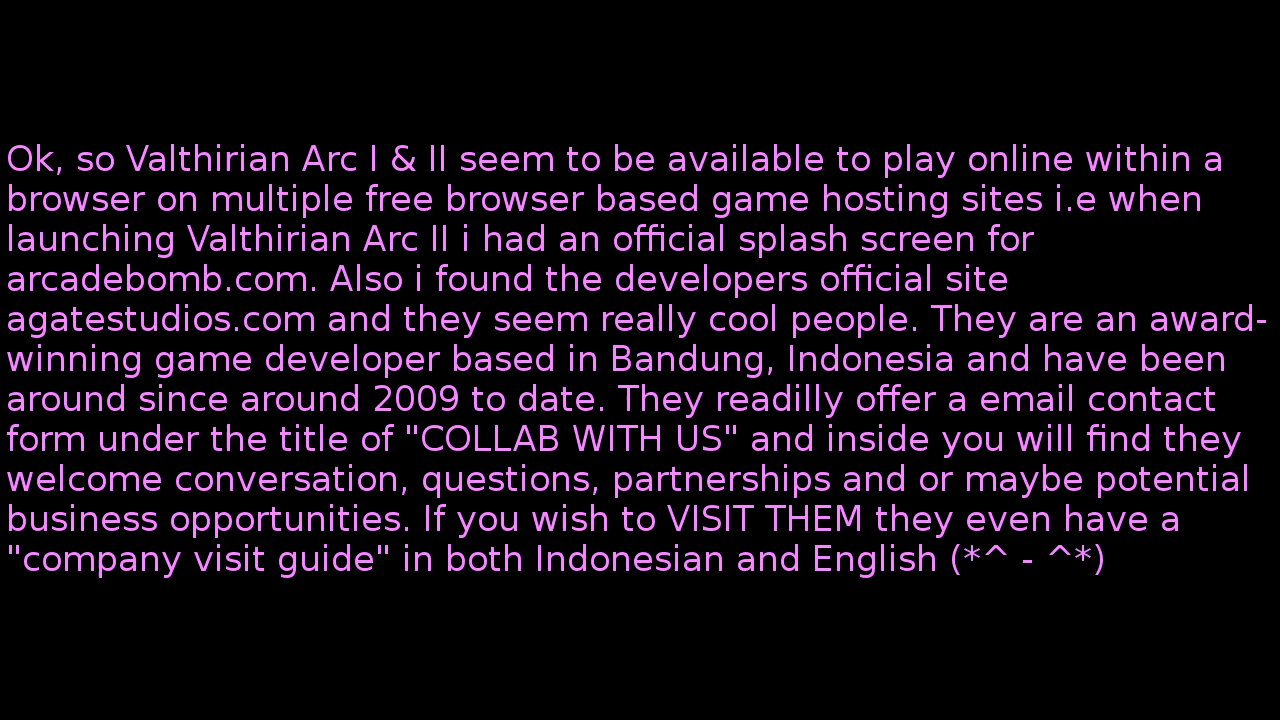 Ok, so Valthirian Arc I & II seem to be available to play online within a
browser on multiple free browser based game hosting sites i.e when
launching Valthirian Arc II i had an official splash screen for
arcadebomb.com. Also i found the developers official site
agatestudios.com and they seem really cool people. They are an award-
winning game developer based in Bandung, Indonesia and have been
around since around 2009 to date. They readilly offer a email contact
form under the title of "COLLAB WITH US" and inside you will find they
welcome conversation, questions, partnerships and or maybe potential
business opportunities. If you wish to VISIT THEM they even have a
"company visit guide" in both Indonesian and English (*^ - ^*)